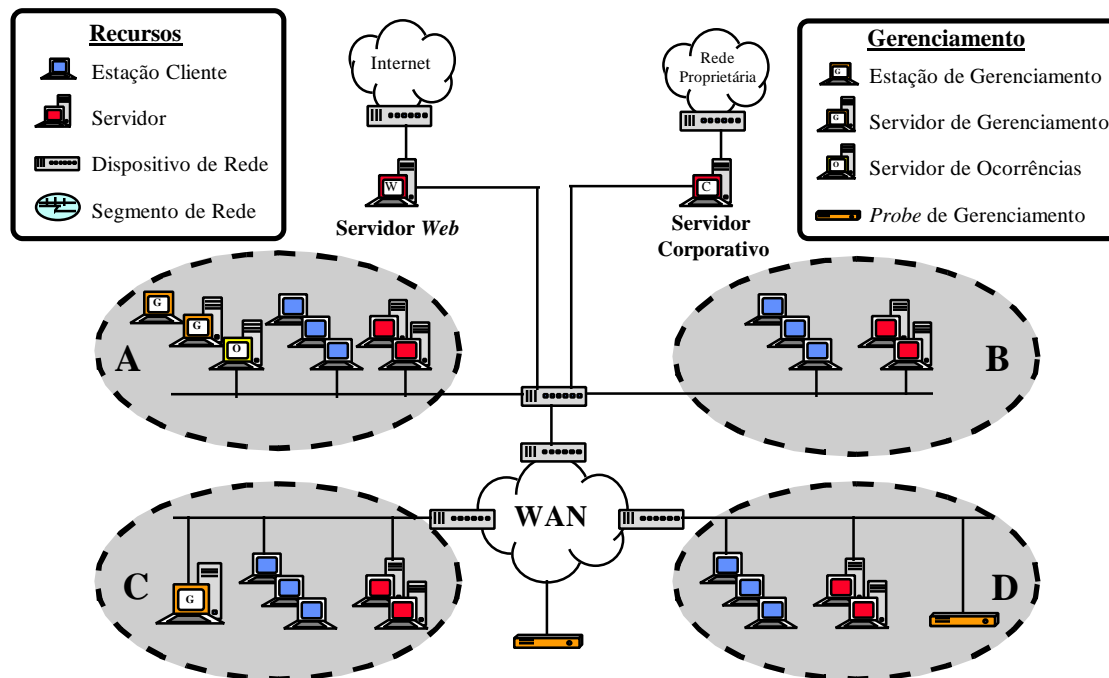 Recursos
Estação Cliente
Servidor
Dispositivo de Rede
Segmento de Rede
Internet
Rede
Proprietária
Gerenciamento
G
Estação de Gerenciamento
G
Servidor de Gerenciamento
O
Servidor de Ocorrências
Probe de Gerenciamento
W
Servidor Web
C
Servidor
Corporativo
G
G
O
A
B
WAN
C
G
D